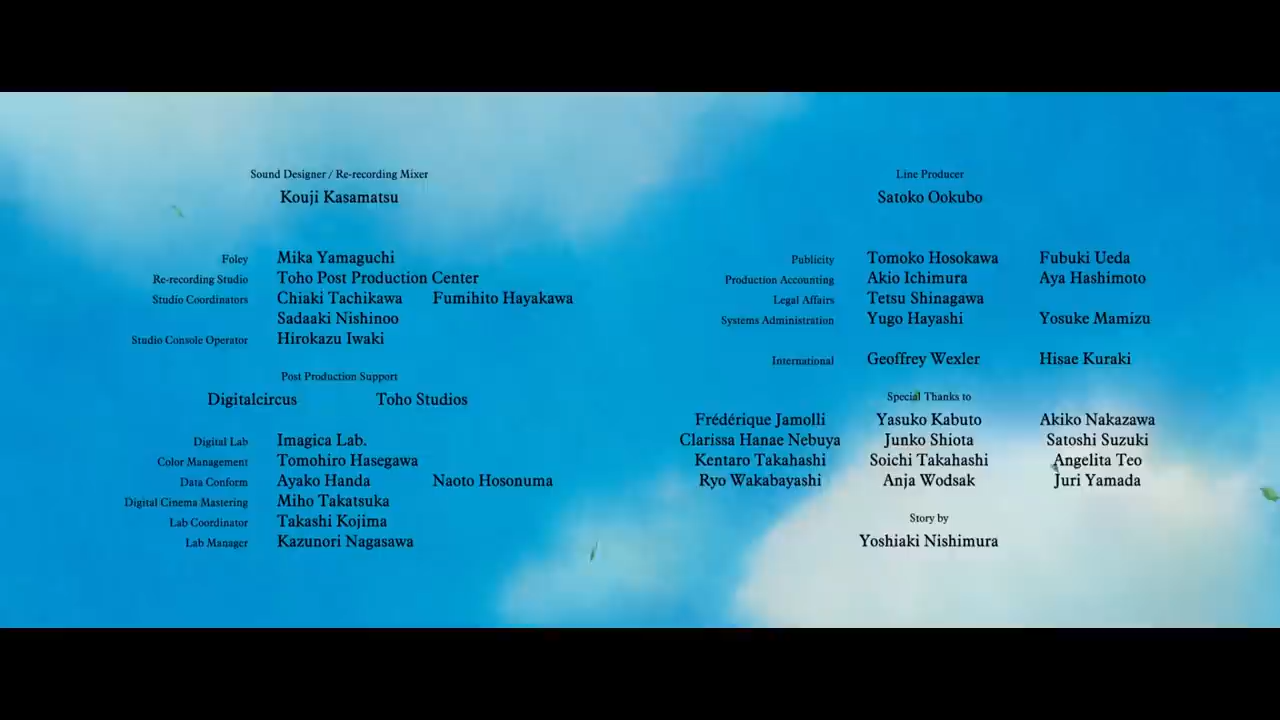 Sound Designer / Re-recording Mixer
Kouji Kasamatsu
Foley Mika Yamaguchi
Re-recording Studio Toho Post Production Center
Studio Coordinators Chiaki Tachikawa Fumihito Hayakawa
Sadaaki Nishinoo
Studio Console Operator Hirokazu Iwaki
Post Production Support
Digitalcircus Toho Studios
Digital Lab Imagica Lab.
Color Management Tomohiro Hasegawa
Data Conform Ayako Handa Naoto Hosonuma
Digital Cinema Mastering Miho Takatsuka
Lab Coordinator Takashi Kojima
Lab Manager Kazunori Nagasawa
Line Producer
Satoko Ookubo
Publicity Tomoko Hosokawa Fubuki Ueda
Production Accounting Akio Ichimura Aya Hashimoto
Legal Affairs Tetsu Shinagawa
Systems Administration Yugo Hayashi Yosuke Mamizu
International Geoffrey Wexler Hisae Kuraki
Special Thanks to
Frédérique Jamolli Yasuko Kabuto Akiko Nakazawa
Clarissa Hanae Nebuya Junko Shiota Satoshi Suzuki
Kentaro Takahashi Soichi Takahashi Angelita Teo
Ryo Wakabayashi Anja Wodsak Juri Yamada
Story by
Yoshiaki Nishimura